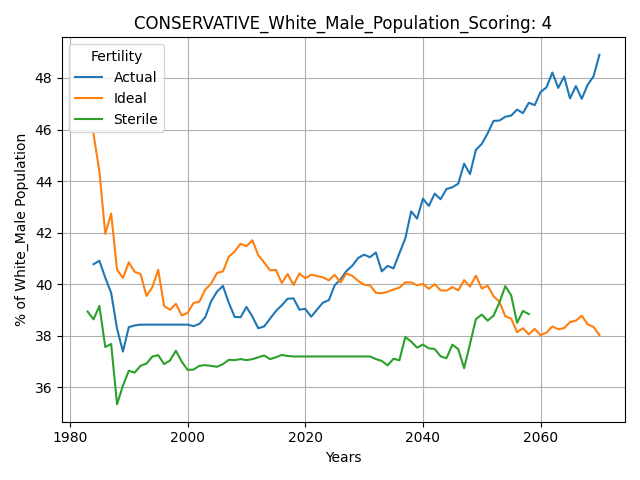 CONSERVATIVE_White_Male_Population_Scoring: 4
Fertility
Actual
Ideal
Sterile
% of White_Male Population
48
46
44
42
40
38
36
1980
2000
2020
2040
2060
Years